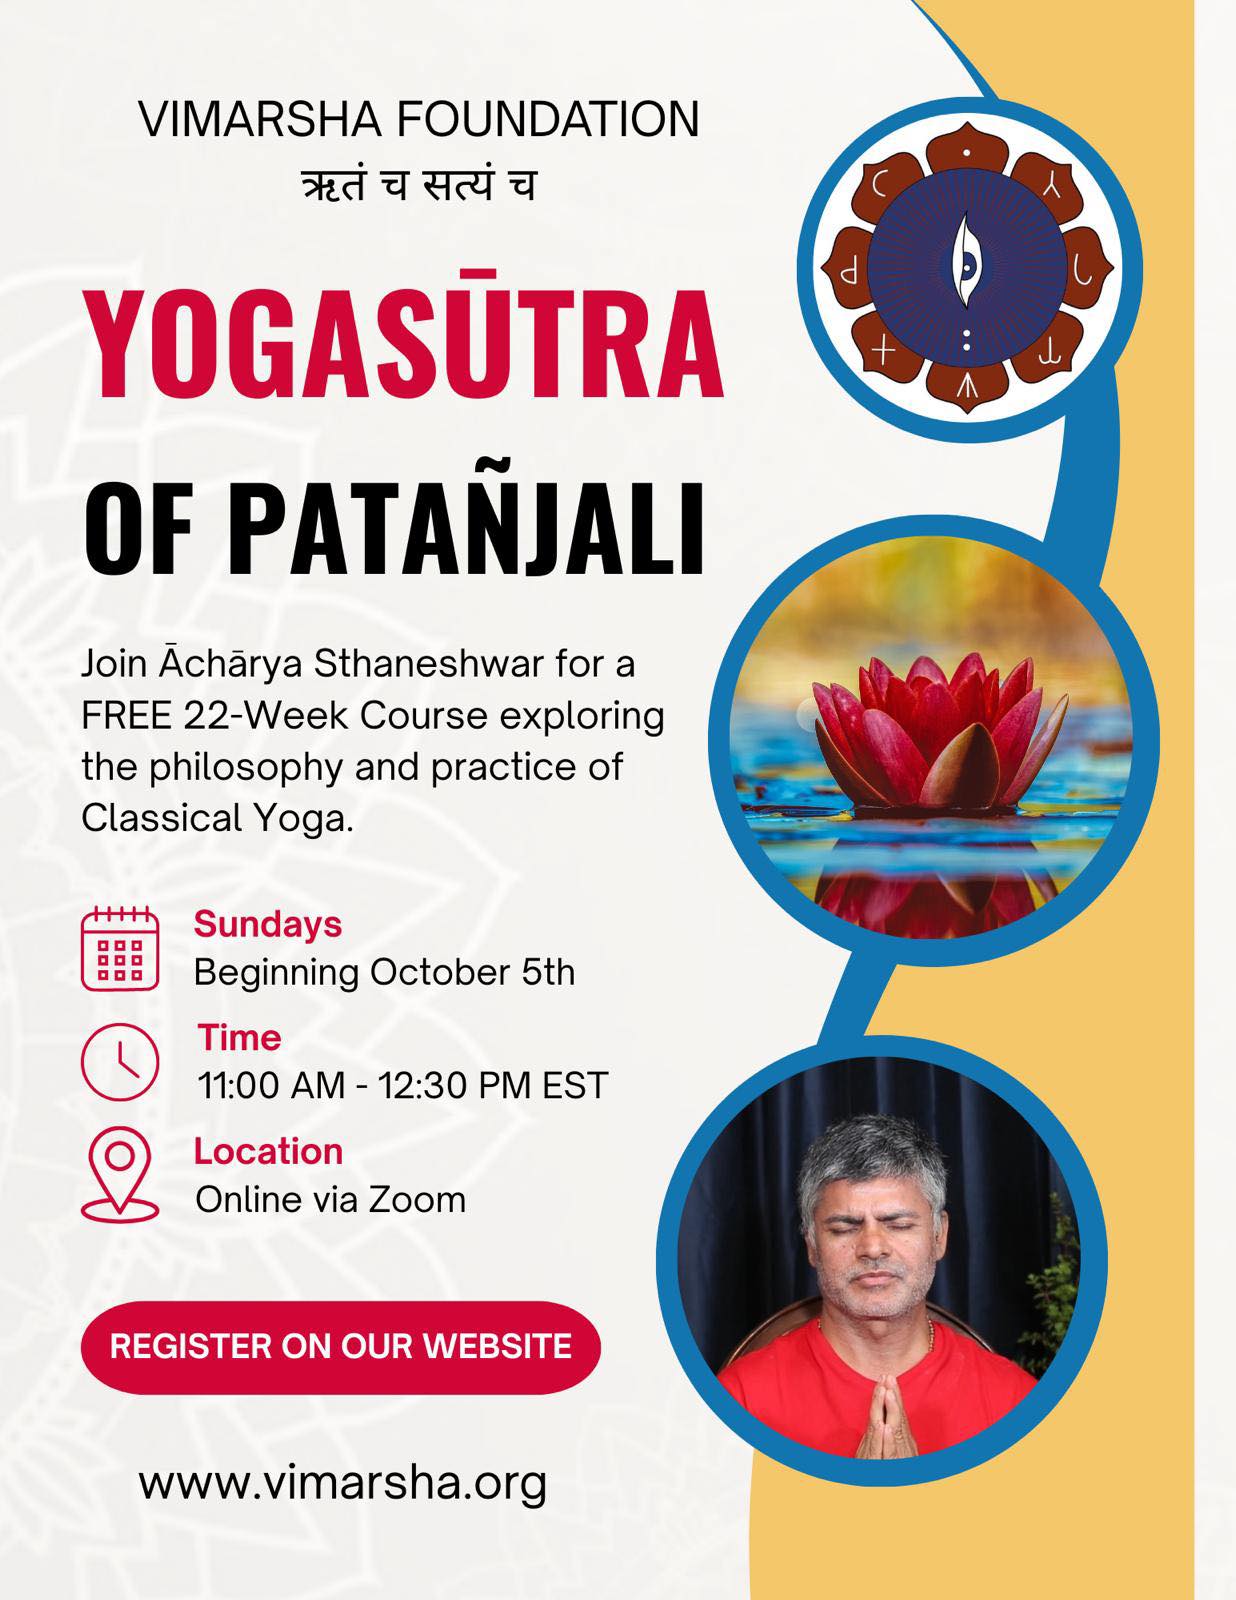 VIMARSHA FOUNDATION
ऋतं च सत्यं च
YOGASŪTRA
OF PATAÑJALI
Join Āchārya Sthaneshwar for a
FREE 22-Week Course exploring
the philosophy and practice of
Classical Yoga.
Sundays
Beginning October 5th
Time
11:00 AM - 12:30 PM EST
Location
Online via Zoom
REGISTER ON OUR WEBSITE
www.vimarsha.org